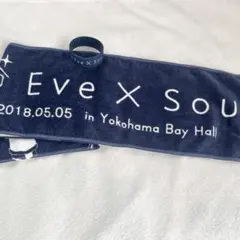 Eve × Sou
2018.05.05 in Yokohama Bay Hall